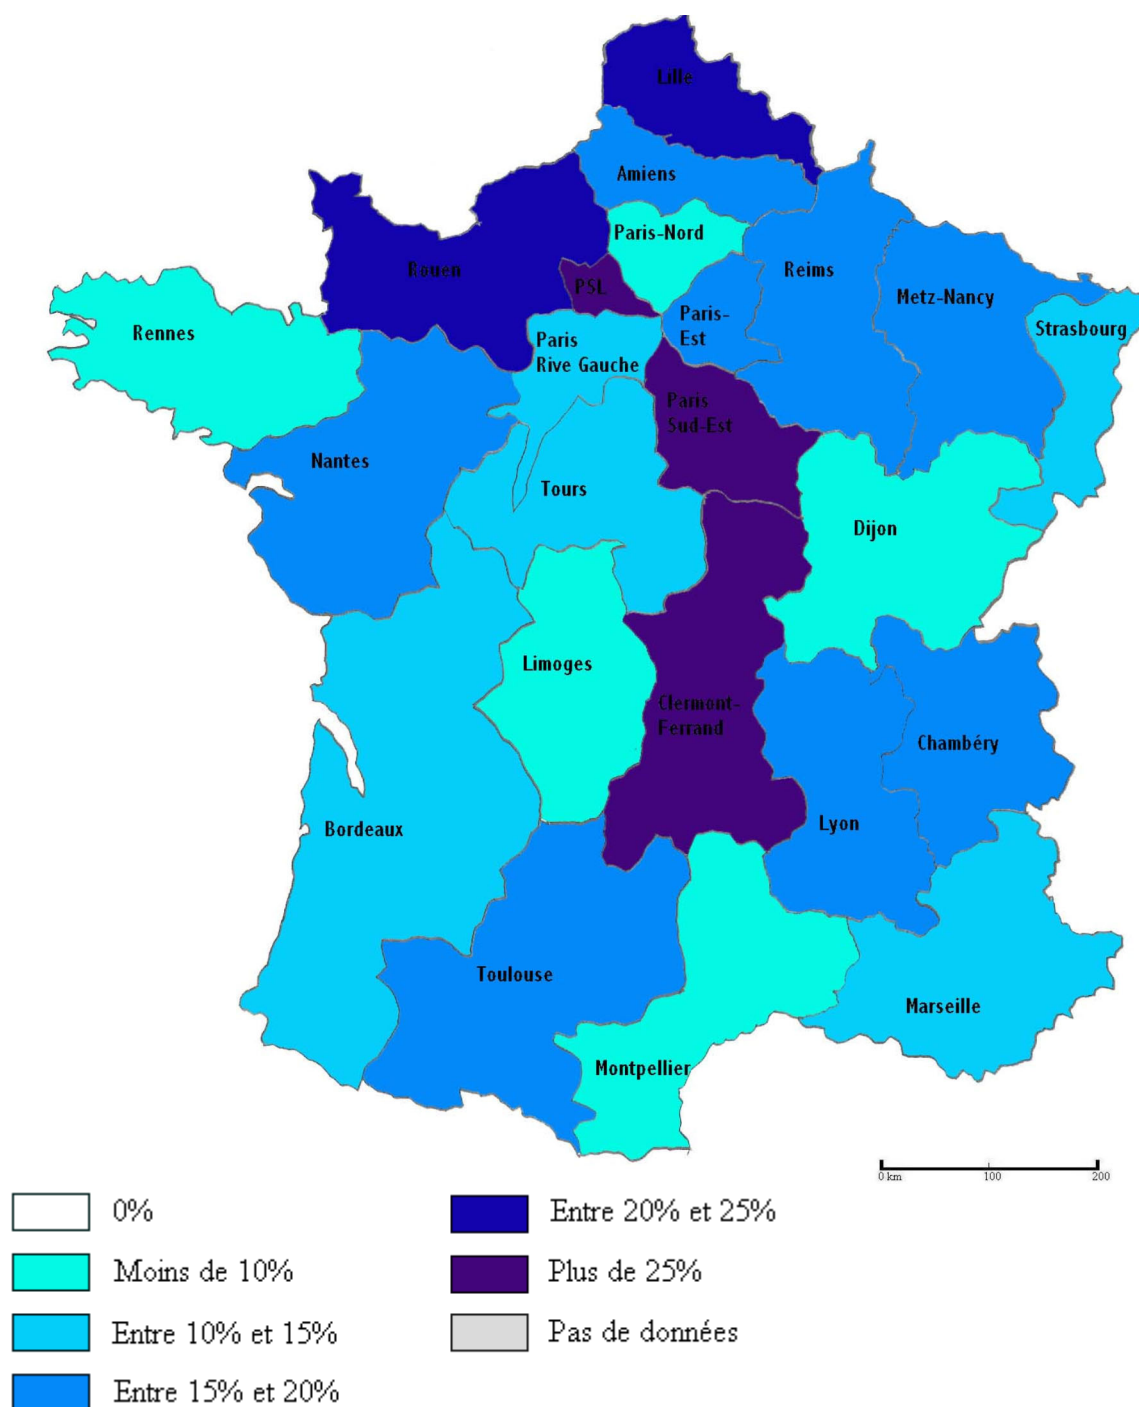 Lille
Amiens
Paris-Nord
Rouen
PSL
Reims
Metz-Nancy
Rennes
Paris
Rive Gauche
Paris-
Est
Strasbourg
Paris
Sud-Est
Nantes
Tours
Dijon
Limoges
Clermont-
Ferrand
Chambéry
Bordeaux
Lyon
Toulouse
Marseille
Montpellier
0 km 100 200
0%
Moins de 10%
Entre 10% et 15%
Entre 15% et 20%
Entre 20% et 25%
Plus de 25%
Pas de données